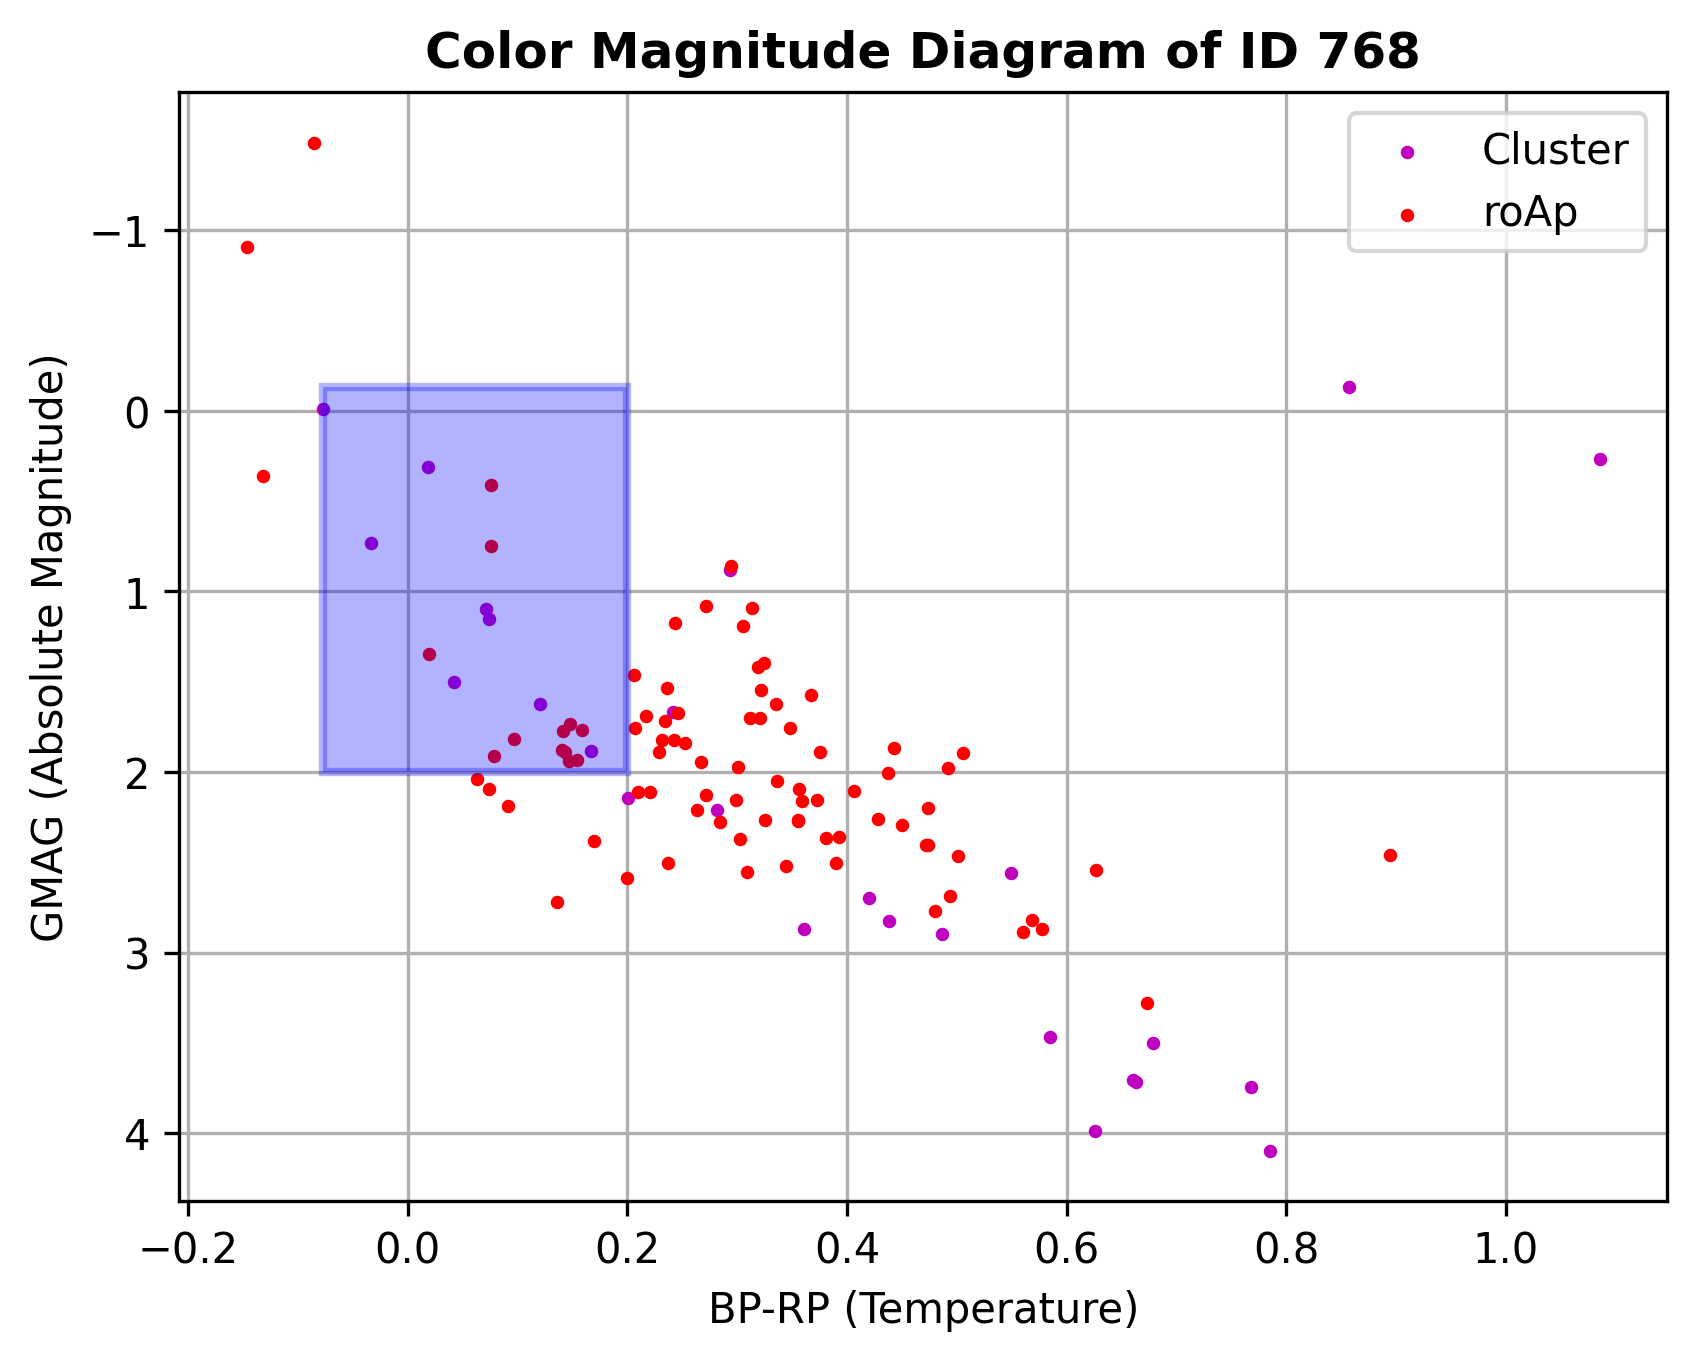 Color Magnitude Diagram of ID 768
Cluster
roAp
−1
0
1
2
3
4
GMAG (Absolute Magnitude)
−0.2 0.0 0.2 0.4 0.6 0.8 1.0
BP-RP (Temperature)